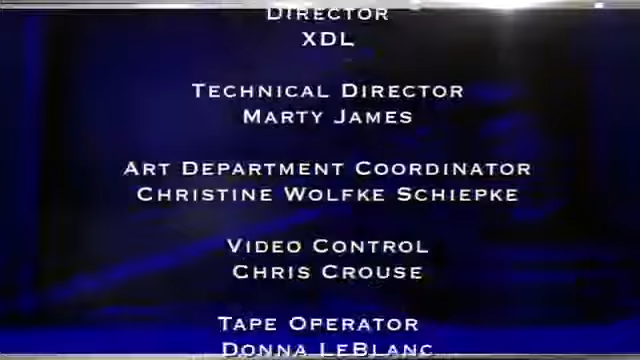 DIRECTOR
XDL
TECHNICAL DIRECTOR
MARTY JAMES
ART DEPARTMENT COORDINATOR
CHRISTINE WOLFKE SCHIEPKE
VIDEO CONTROL
CHRIS CROUSE
TAPE OPERATOR
DONNA LEBLANC